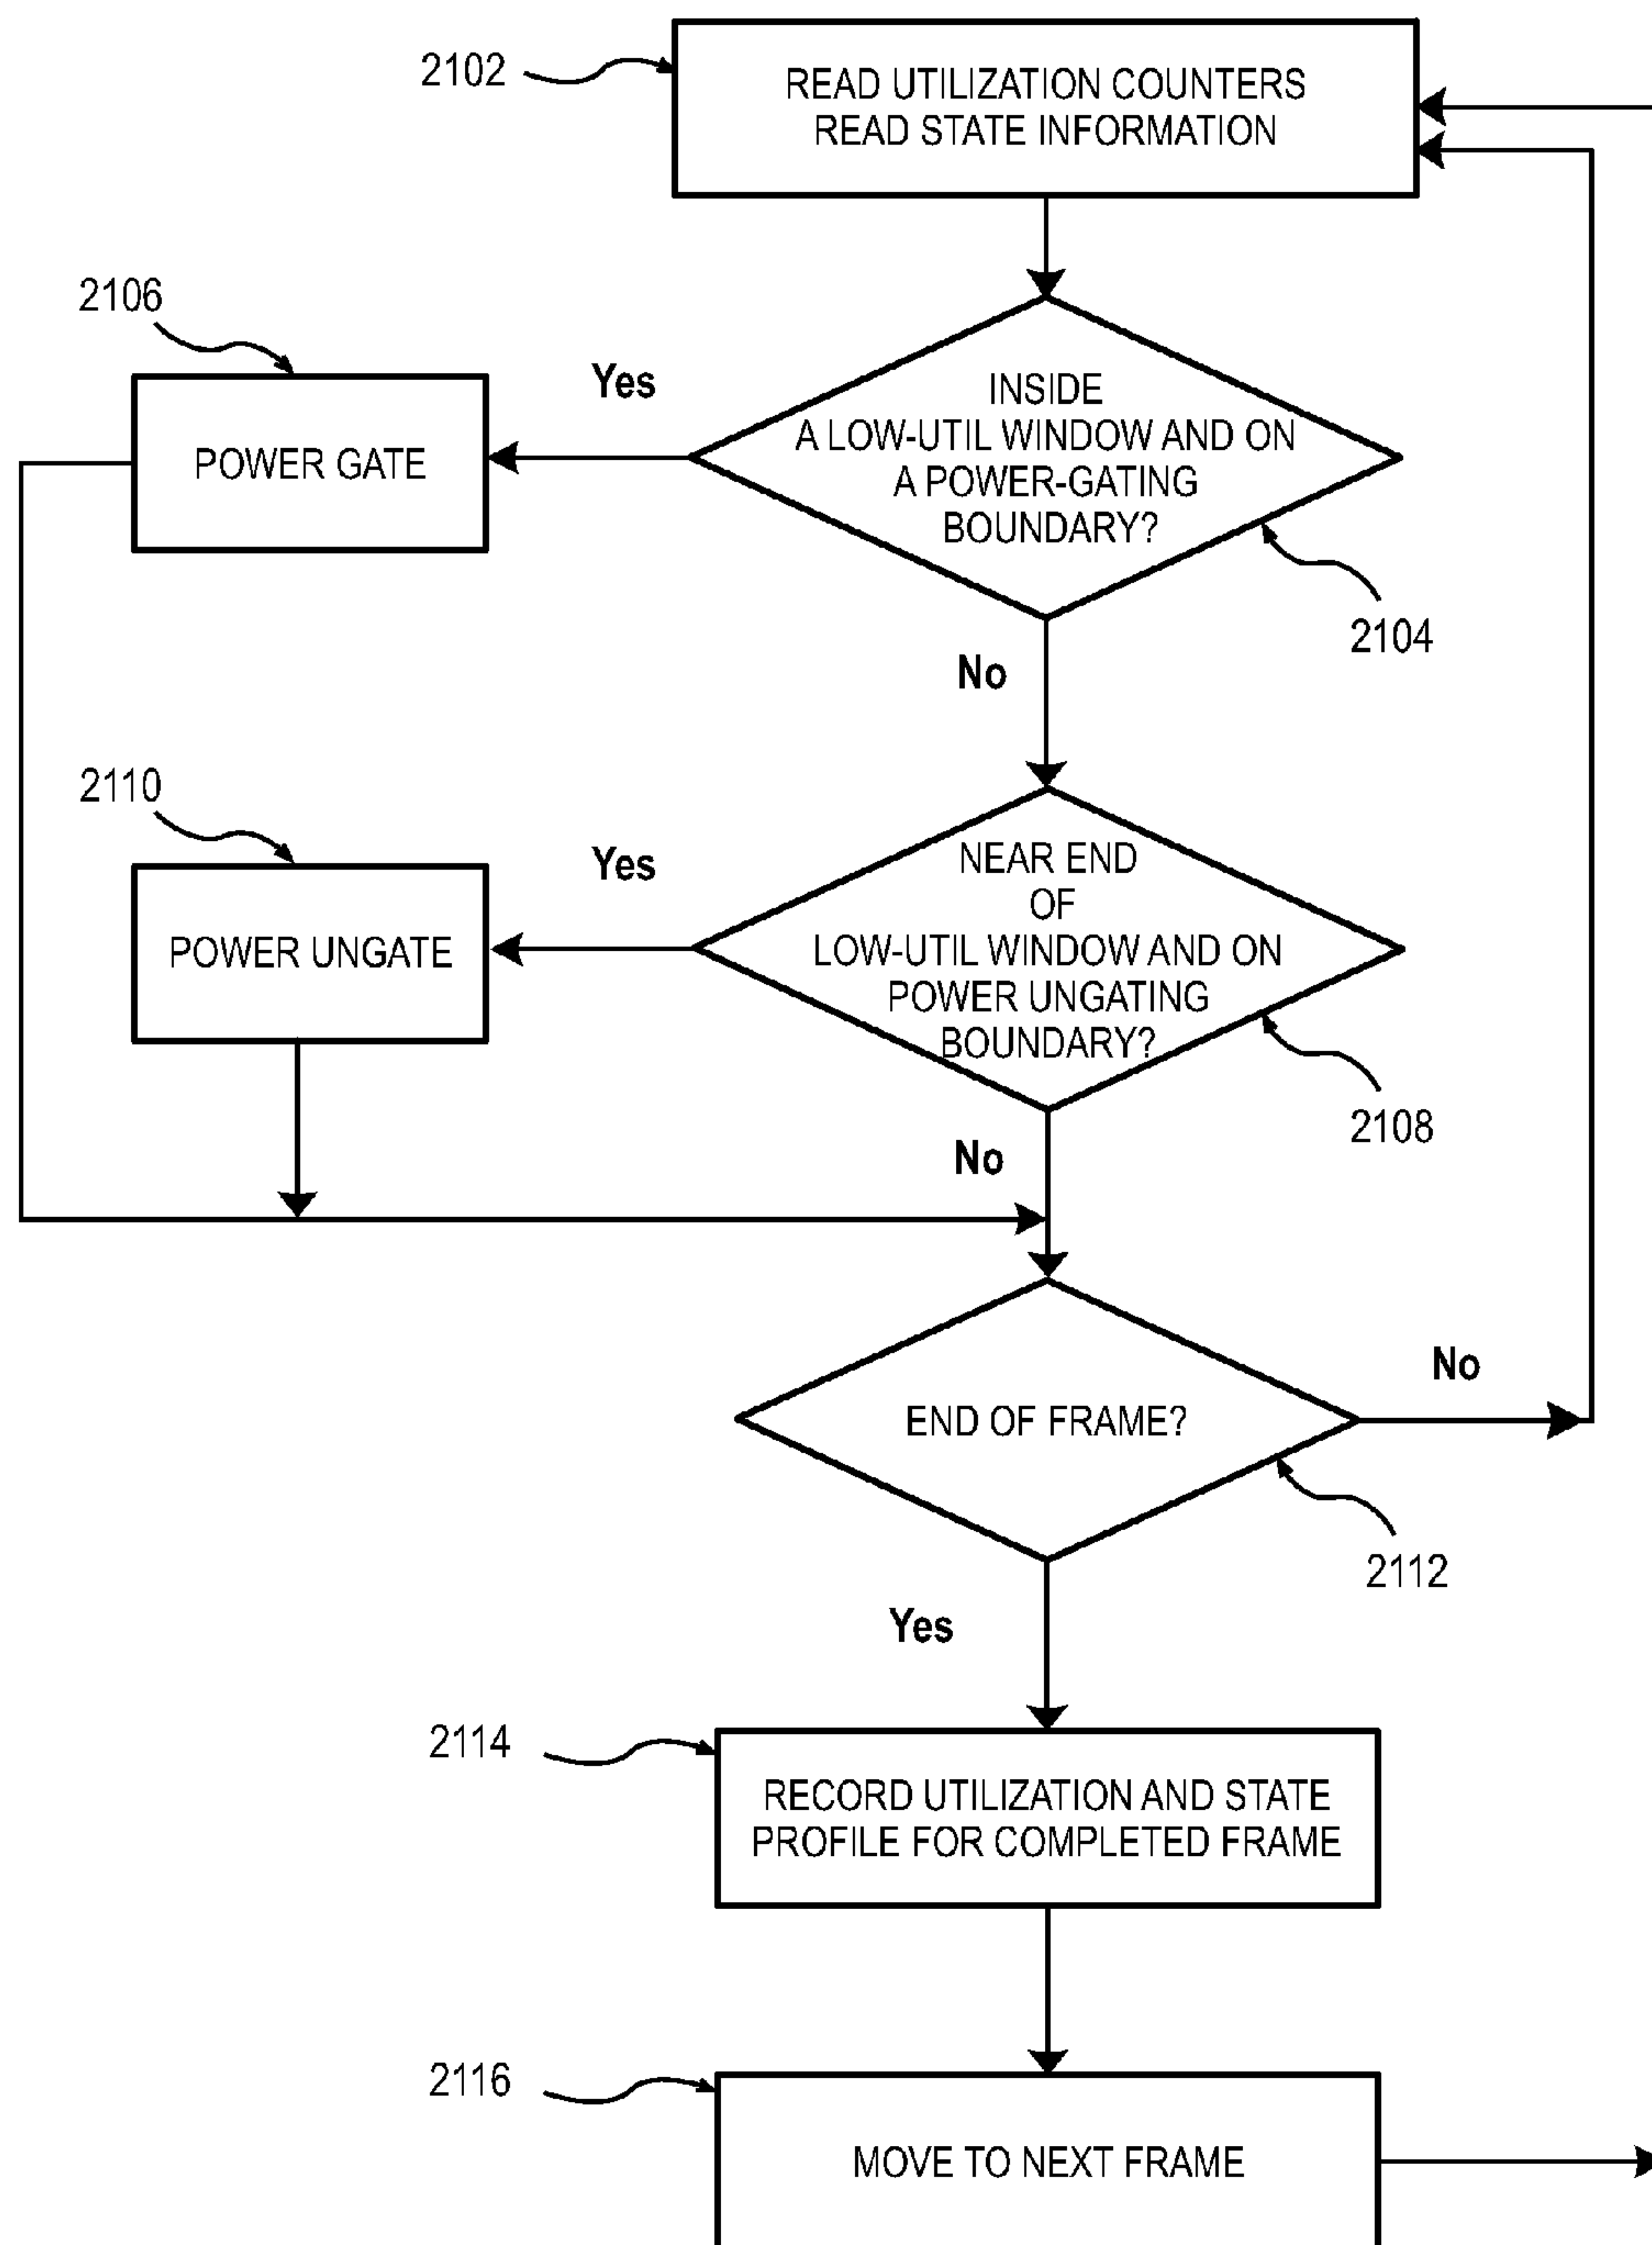 2102
READ UTILIZATION COUNTERS
READ STATE INFORMATION
2106
Yes
POWER GATE
INSIDE
A LOW-UTIL WINDOW AND ON
A POWER-GATING
BOUNDARY?
2104
No
2110
Yes
POWER UNGATE
NEAR END
OF
LOW-UTIL WINDOW AND ON
POWER UNGATING
BOUNDARY?
2108
No
END OF FRAME?
No
2112
Yes
2114
RECORD UTILIZATION AND STATE
PROFILE FOR COMPLETED FRAME
2116
MOVE TO NEXT FRAME